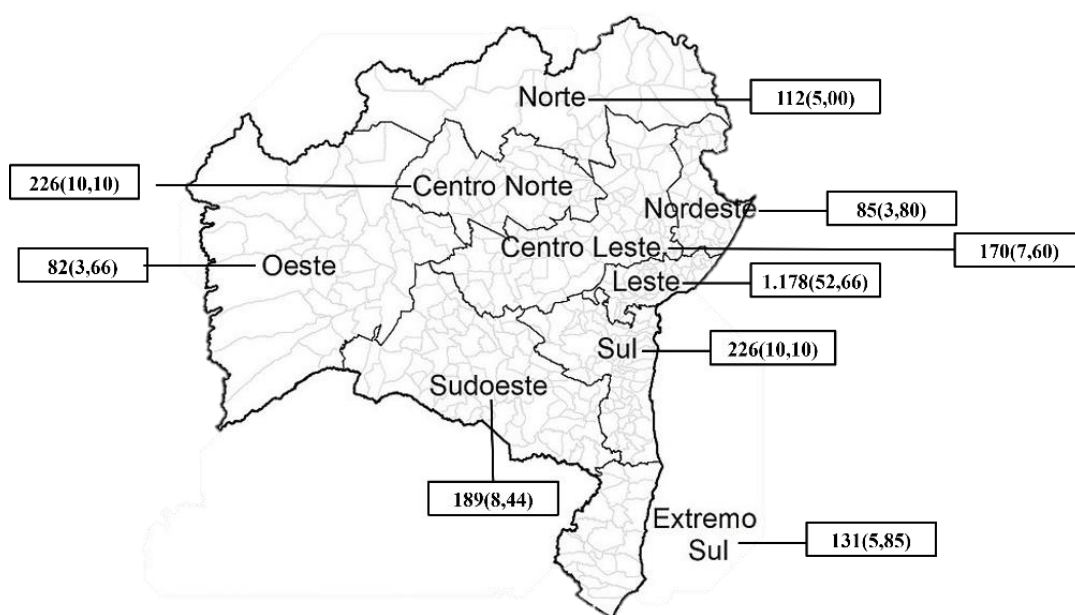 Norte
112(5,00)
226(10,10)
Centro Norte
Nordeste
85(3,80)
Centro Leste
170(7,60)
82(3,66)
Oeste
Leste
1.178(52,66)
Sul
226(10,10)
Sudoeste
189(8,44)
Extremo
Sul
131(5,85)